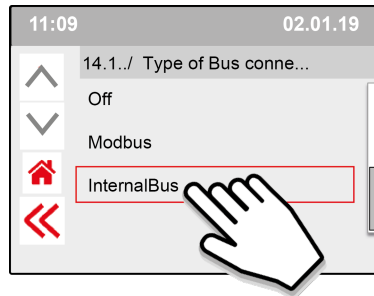 11:09 02.01.19
14.1../ Type of Bus conne...
Off
Modbus
InternalBus